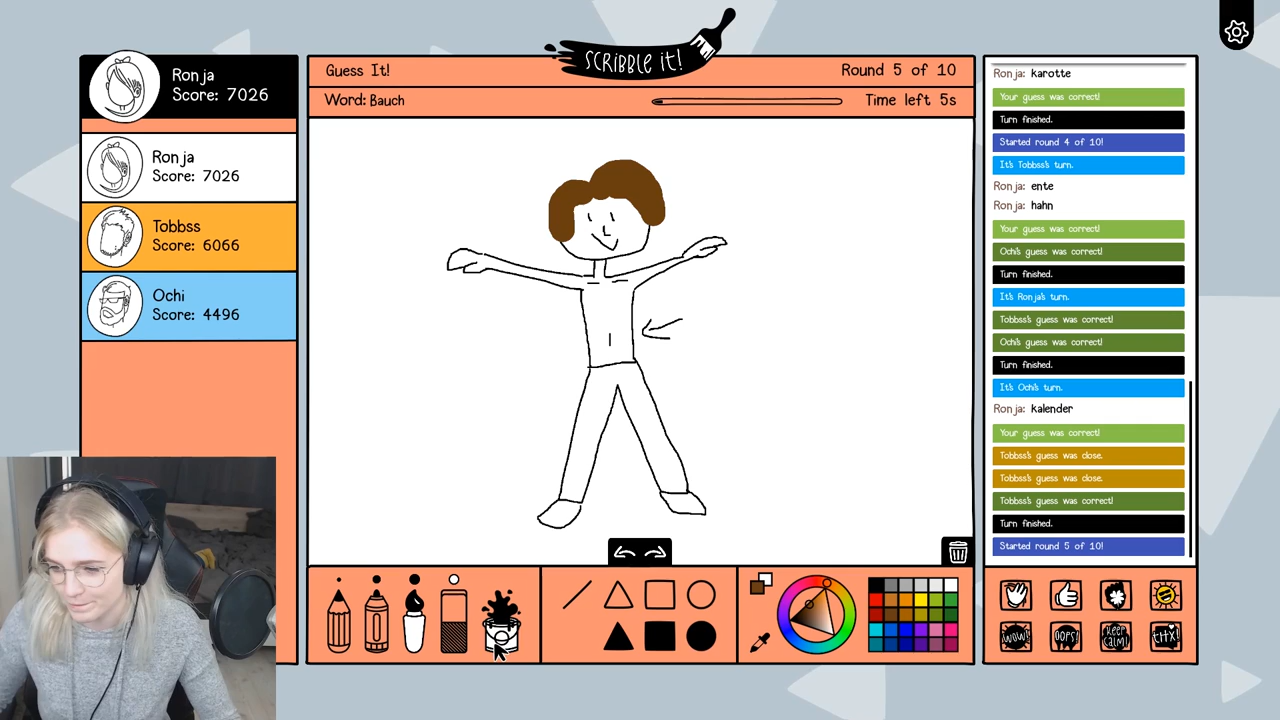 SCRiBBLE iT!
Ronja
Score: 7026
Ronja
Score: 7026
Tobbss
Score: 6066
Ochi
Score: 4496
Guess It!
Round 5 of 10
Word: Bauch
Time left 5s
Ronja: karotte
Your guess was correct!
Turn finished.
Started round 4 of 10!
It's Tobbss's turn.
Ronja: ente
Ronja: hahn
Your guess was correct!
Ochi's guess was correct!
Turn finished.
It's Ronja's turn.
Tobbss's guess was correct!
Ochi's guess was correct!
Turn finished.
It's Ochi's turn.
Ronja: kalender
Your guess was correct!
Tobbss's guess was close.
Tobbss's guess was close.
Tobbss's guess was correct!
Turn finished.
Started round 5 of 10!
WOW!
OOPS!
KEEP CALM!
tHX!